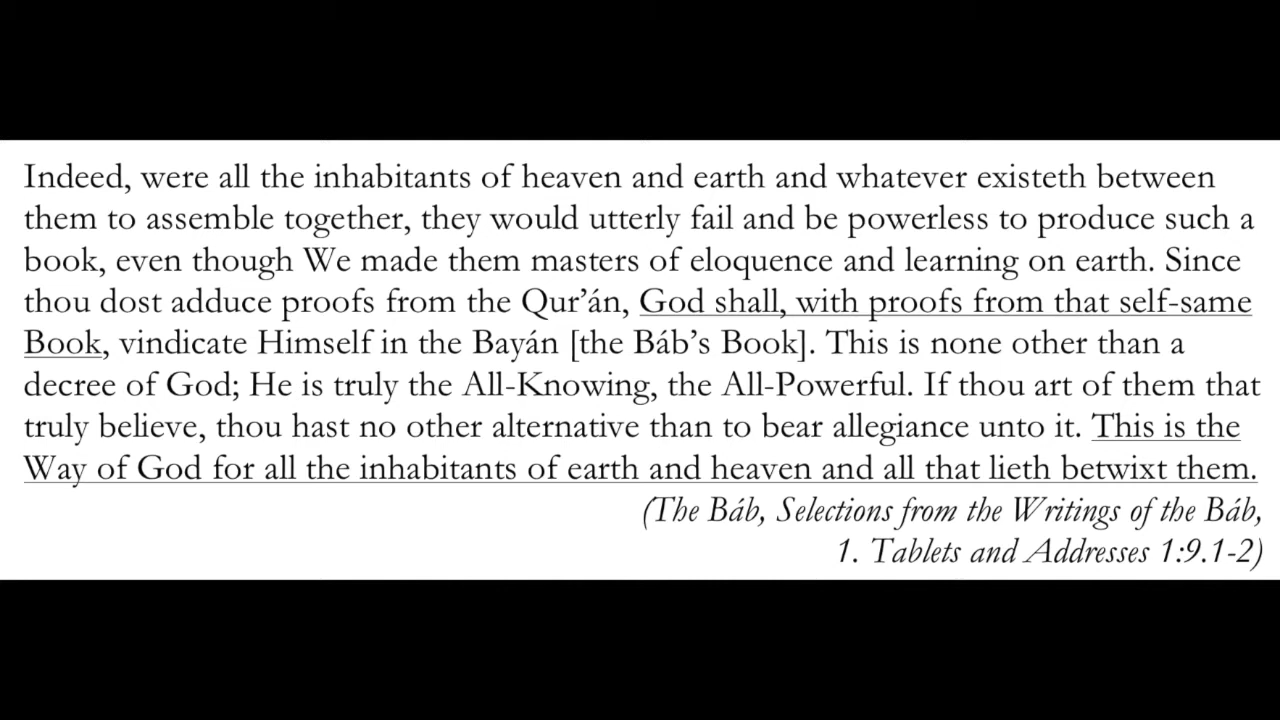 Indeed, were all the inhabitants of heaven and earth and whatever existeth between
them to assemble together, they would utterly fail and be powerless to produce such a
book, even though We made them masters of eloquence and learning on earth. Since
thou dost adduce proofs from the Qur’án, God shall, with proofs from that self-same
Book, vindicate Himself in the Bayán [the Báb’s Book]. This is none other than a
decree of God; He is truly the All-Knowing, the All-Powerful. If thou art of them that
truly believe, thou hast no other alternative than to bear allegiance unto it. This is the
Way of God for all the inhabitants of earth and heaven and all that lieth betwixt them.
(The Báb, Selections from the Writings of the Báb,
1. Tablets and Addresses 1:9.1-2)